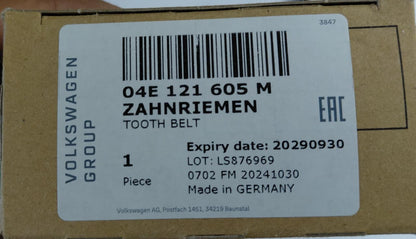 3847
VOLKSWAGEN
GROUP
04E 121 605 M
ZAHNRIEMEN
TOOTH BELT
EAC
Expiry date: 20290930
1
Piece
LOT: LS876969
0702 FM 20241030
Made in GERMANY
Volkswagen AG, Postfach 1451, 34219 Baunatal